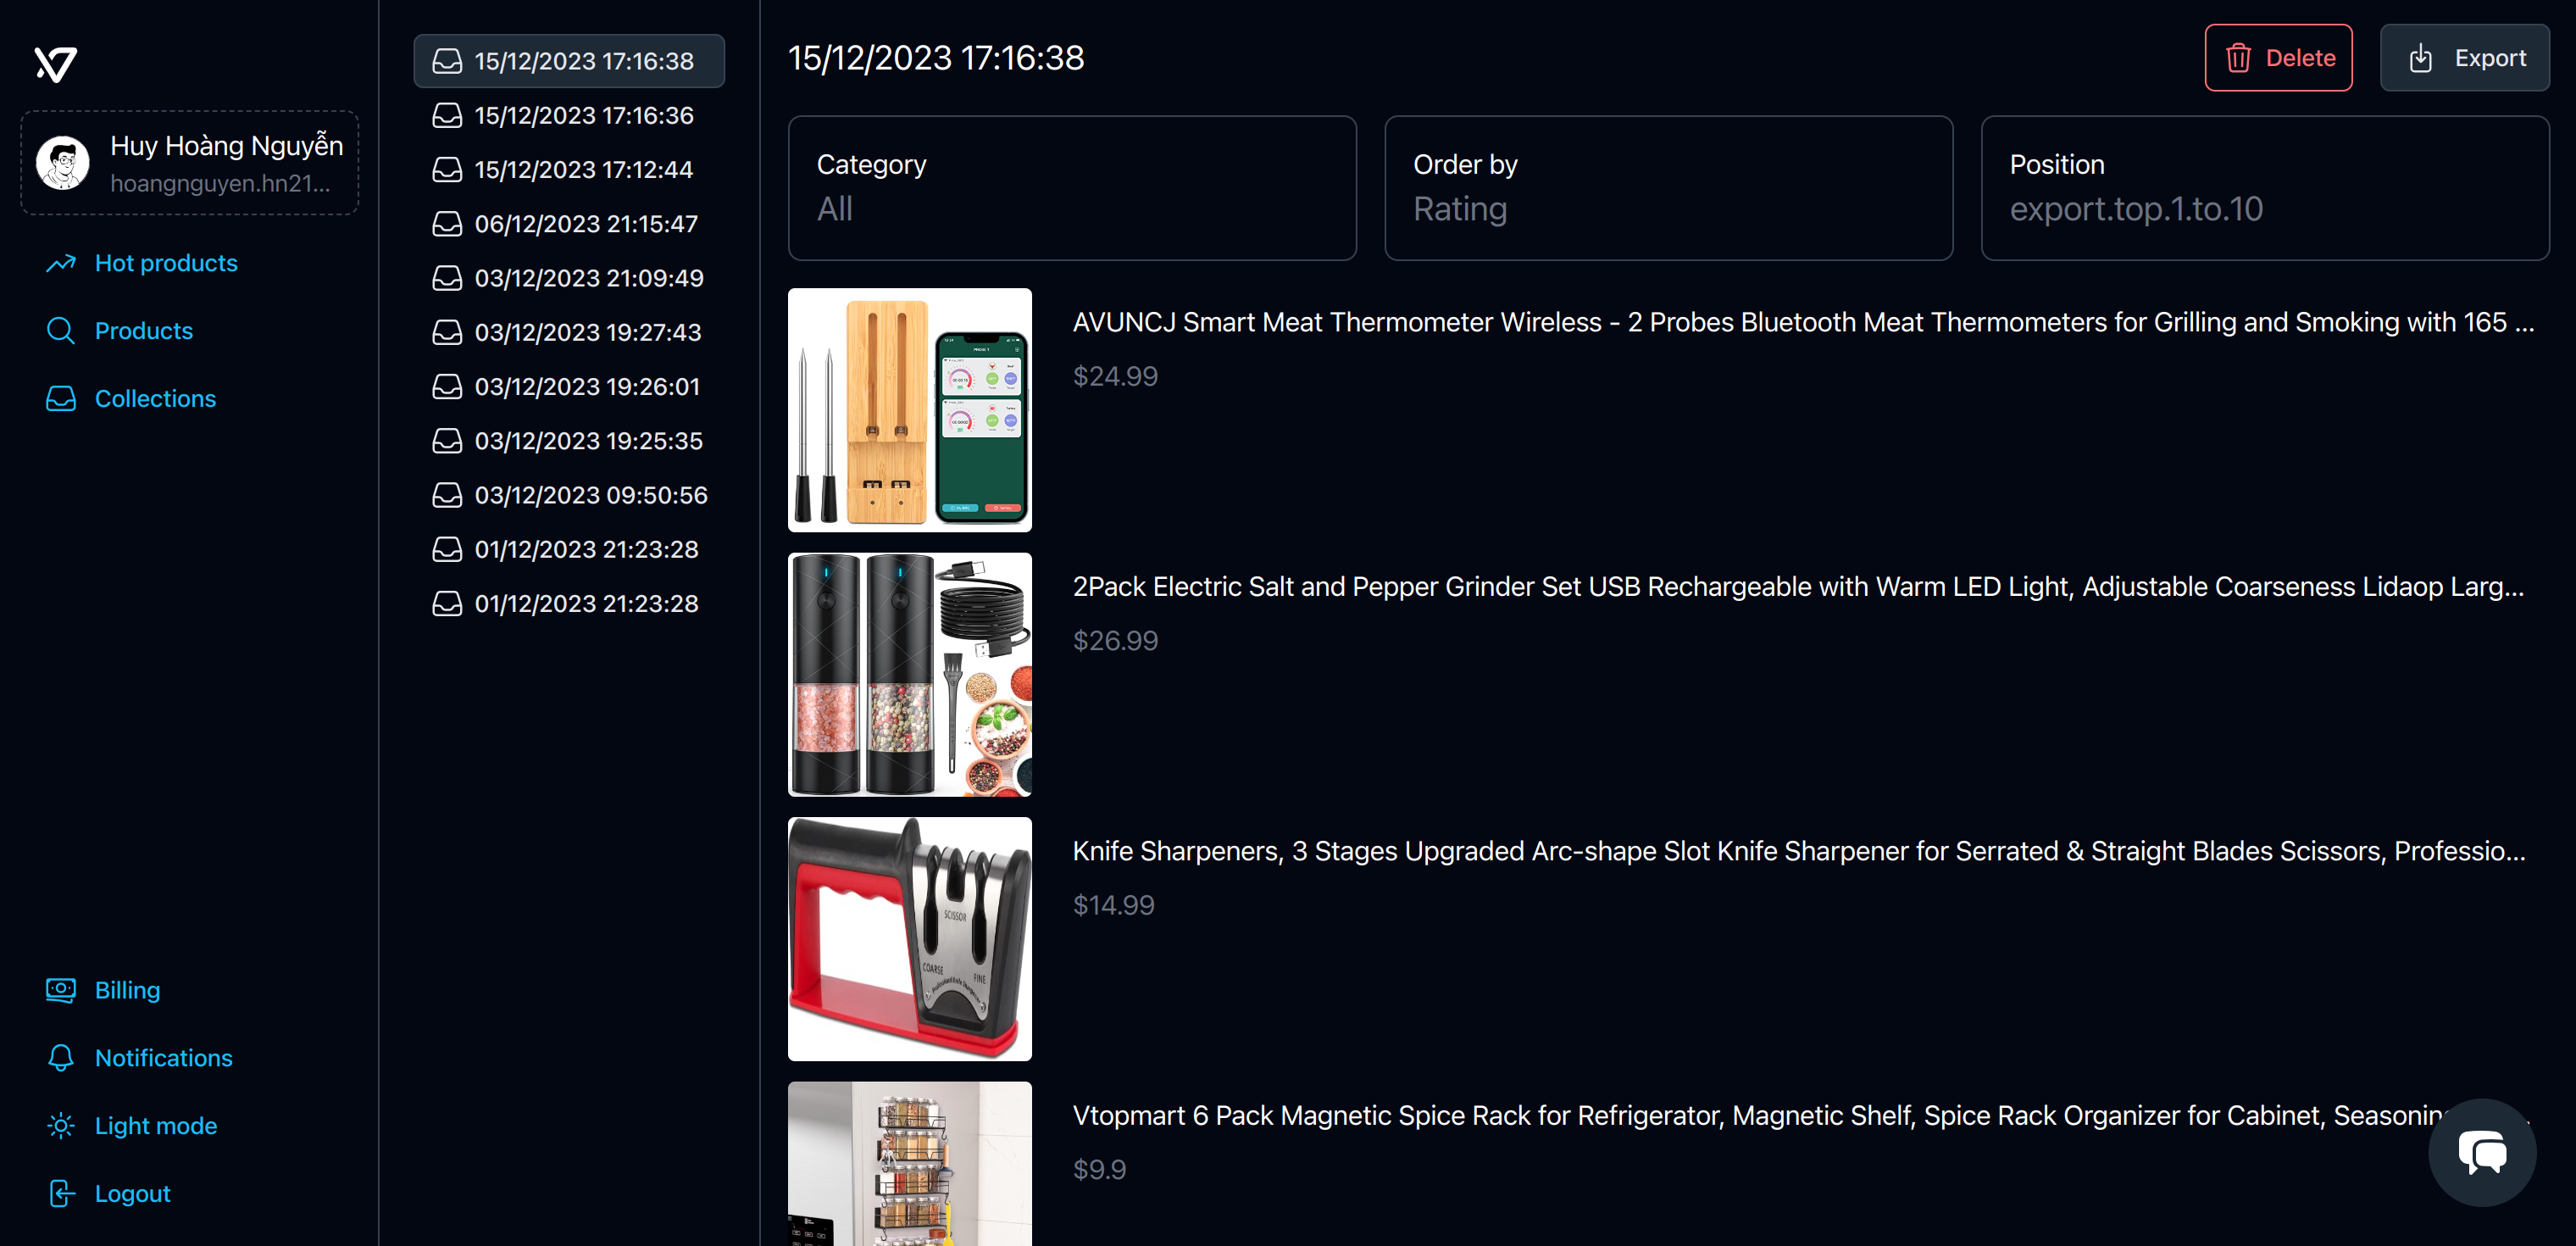 Huy Hoàng Nguyễn
hoangnguyen.hn21...
Hot products
Products
Collections
Billing
Notifications
Light mode
Logout
15/12/2023 17:16:38
15/12/2023 17:16:36
15/12/2023 17:12:44
06/12/2023 21:15:47
03/12/2023 21:09:49
03/12/2023 19:27:43
03/12/2023 19:26:01
03/12/2023 19:25:35
03/12/2023 09:50:56
01/12/2023 21:23:28
01/12/2023 21:23:28
15/12/2023 17:16:38
Delete
Export
Category
All
Order by
Rating
Position
export.top.1.to.10
AVUNCJ Smart Meat Thermometer Wireless - 2 Probes Bluetooth Meat Thermometers for Grilling and Smoking with 165 ...
$24.99
2Pack Electric Salt and Pepper Grinder Set USB Rechargeable with Warm LED Light, Adjustable Coarseness Lidaop Larg...
$26.99
Knife Sharpeners, 3 Stages Upgraded Arc-shape Slot Knife Sharpener for Serrated & Straight Blades Scissors, Professio...
$14.99
SCISSOR
COARSE
FINE
Vtopmart 6 Pack Magnetic Spice Rack for Refrigerator, Magnetic Shelf, Spice Rack Organizer for Cabinet,
$9.9